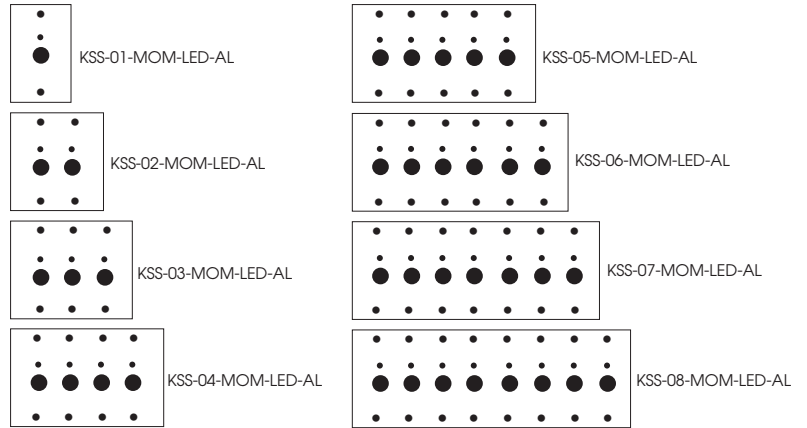 KSS-01-MOM-LED-AL
KSS-02-MOM-LED-AL
KSS-03-MOM-LED-AL
KSS-04-MOM-LED-AL
KSS-05-MOM-LED-AL
KSS-06-MOM-LED-AL
KSS-07-MOM-LED-AL
KSS-08-MOM-LED-AL